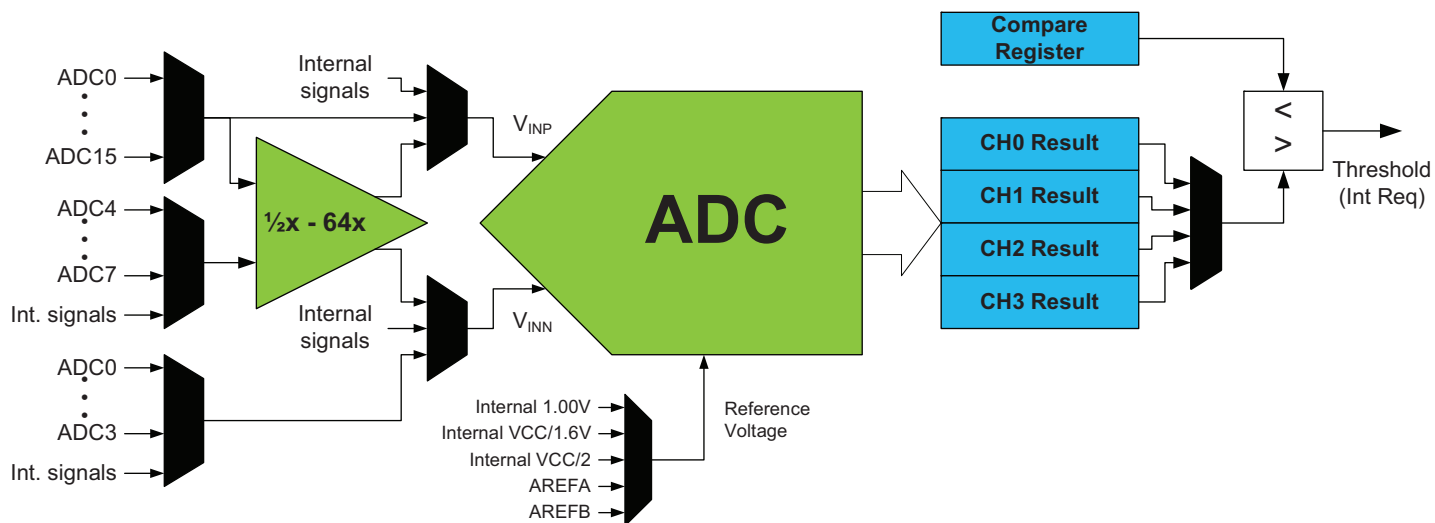 ADC0
ADC15
ADC4
ADC7
Int. signals
ADC0
ADC3
Int. signals
½x - 64x
Internal
signals
Internal
signals
VINP
VINN
ADC
Internal 1.00V
Internal VCC/1.6V
Internal VCC/2
AREFA
AREFB
Reference
Voltage
Compare
Register
CH0 Result
CH1 Result
CH2 Result
CH3 Result
<
>
Threshold
(Int Req)